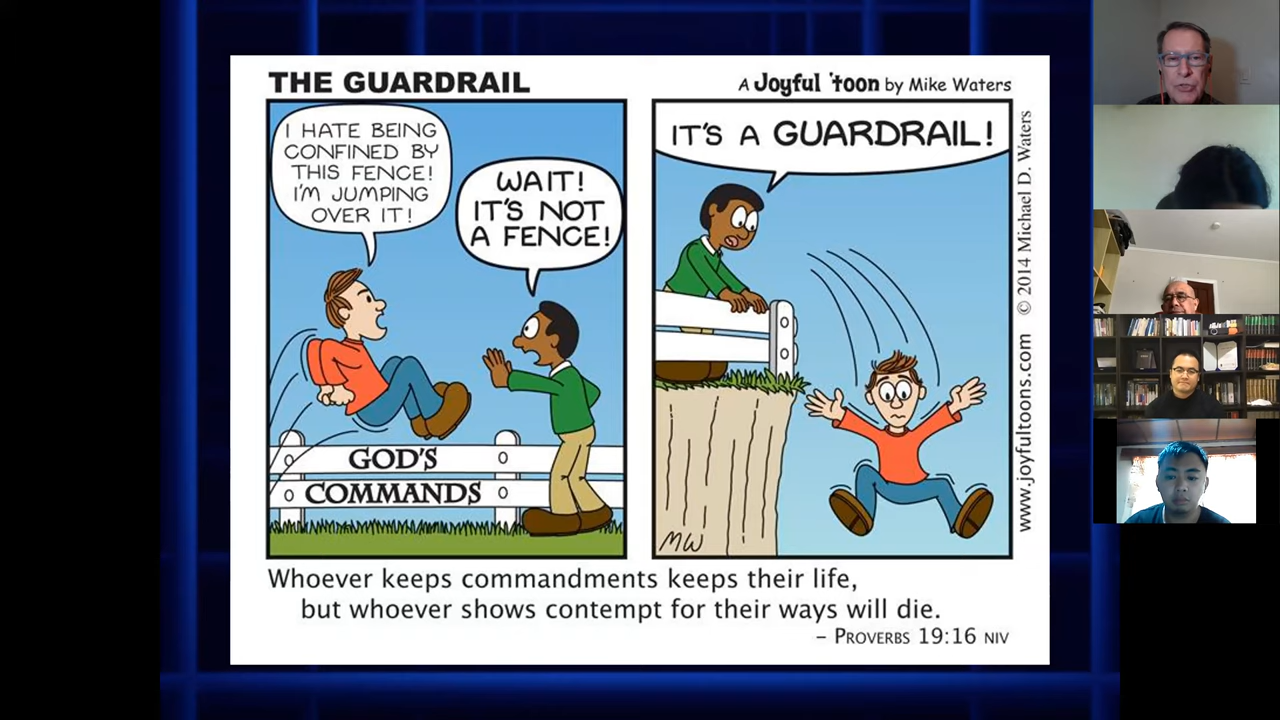 THE GUARDRAIL
A Joyful 'toon by Mike Waters
I HATE BEING
CONFINED BY
THIS FENCE!
I'M JUMPING
OVER IT!
WAIT!
IT'S NOT
A FENCE!
GOD'S
COMMANDS
IT'S A GUARDRAIL!
MW
www.joyfultoons.com © 2014 Michael D. Waters
Whoever keeps commandments keeps their life,
but whoever shows contempt for their ways will die.
– PROVERBS 19:16 NIV